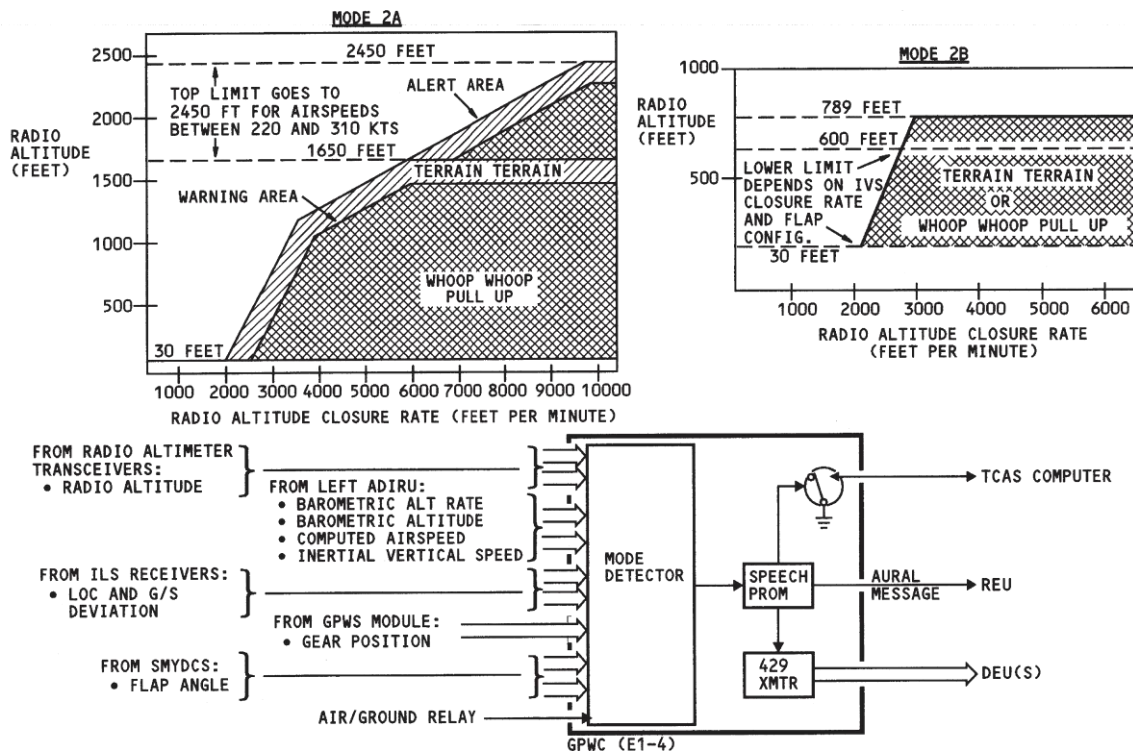 MODE 2A
2500
2000
1500
1000
500
RADIO
ALTITUDE
(FEET)
2450 FEET
TOP LIMIT GOES TO
2450 FT FOR AIRSPEEDS
BETWEEN 220 AND 310 KTS
ALERT AREA
1650 FEET
TERRAIN TERRAIN
WARNING AREA
WHOOP WHOOP
PULL UP
30 FEET
1000 2000 3000 4000 5000 6000 7000 8000 9000 10000
RADIO ALTITUDE CLOSURE RATE (FEET PER MINUTE)
MODE 2B
1000
500
RADIO
ALTITUDE
(FEET)
789 FEET
600 FEET
LOWER LIMIT
DEPENDS ON IVS
CLOSURE RATE
AND FLAP
CONFIG.
TERRAIN TERRAIN
OR
WHOOP WHOOP PULL UP
30 FEET
1000 2000 3000 4000 5000 6000
RADIO ALTITUDE CLOSURE RATE
(FEET PER MINUTE)
FROM RADIO ALTIMETER
TRANSCEIVERS:
• RADIO ALTITUDE
FROM LEFT ADIRU:
• BAROMETRIC ALT RATE
• BAROMETRIC ALTITUDE
• COMPUTED AIRSPEED
• INERTIAL VERTICAL SPEED
FROM ILS RECEIVERS:
• LOC AND G/S
DEVIATION
FROM GPWS MODULE:
• GEAR POSITION
FROM SMYDCS:
• FLAP ANGLE
AIR/GROUND RELAY
MODE
DETECTOR
SPEECH
PROM
429
XMTR
TCAS COMPUTER
AURAL
MESSAGE
REU
DEU(S)
GPWC (E1-4)